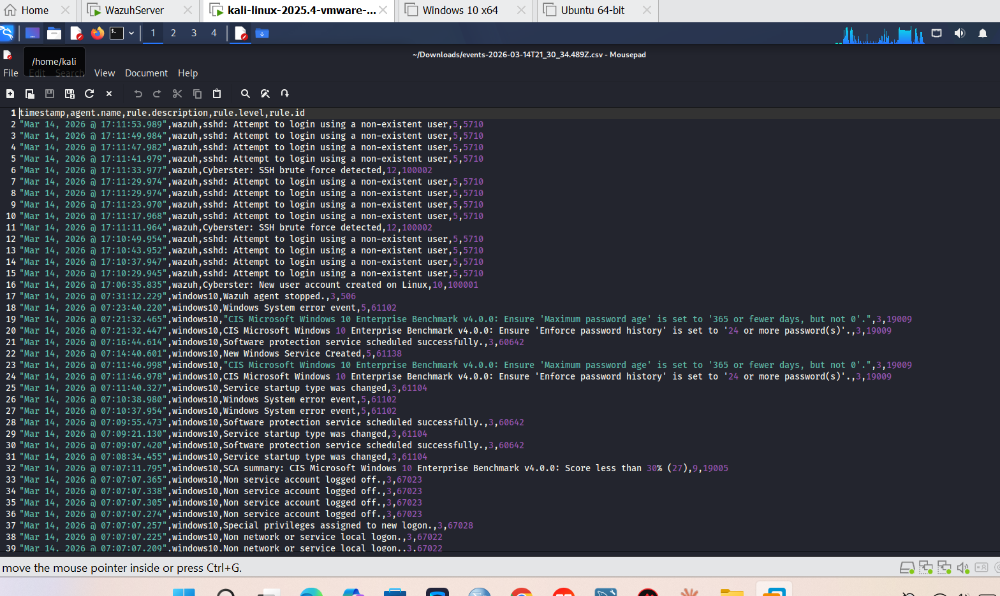 Home
WazuhServer
kali-linux-2025.4-vmware-...
Windows 10 x64
Ubuntu 64-bit
1 2 3 4
/home/kali
~/Downloads/events-2026-03-14T21_30_34.489Z.csv - Mousepad
File Edit Search View Document Help
1 timestamp,agent.name,rule.description,rule.level,rule.id
2 "Mar 14, 2026 @ 17:11:53.989",wazuh,sshd: Attempt to login using a non-existent user,5,5710
3 "Mar 14, 2026 @ 17:11:49.984",wazuh,sshd: Attempt to login using a non-existent user,5,5710
4 "Mar 14, 2026 @ 17:11:47.982",wazuh,sshd: Attempt to login using a non-existent user,5,5710
5 "Mar 14, 2026 @ 17:11:41.979",wazuh,sshd: Attempt to login using a non-existent user,5,5710
6 "Mar 14, 2026 @ 17:11:33.977",wazuh,Cyberster: SSH brute force detected,12,100002
7 "Mar 14, 2026 @ 17:11:29.974",wazuh,sshd: Attempt to login using a non-existent user,5,5710
8 "Mar 14, 2026 @ 17:11:29.974",wazuh,sshd: Attempt to login using a non-existent user,5,5710
9 "Mar 14, 2026 @ 17:11:23.970",wazuh,sshd: Attempt to login using a non-existent user,5,5710
10 "Mar 14, 2026 @ 17:11:17.968",wazuh,sshd: Attempt to login using a non-existent user,5,5710
11 "Mar 14, 2026 @ 17:11:11.964",wazuh,Cyberster: SSH brute force detected,12,100002
12 "Mar 14, 2026 @ 17:10:49.954",wazuh,sshd: Attempt to login using a non-existent user,5,5710
13 "Mar 14, 2026 @ 17:10:43.952",wazuh,sshd: Attempt to login using a non-existent user,5,5710
14 "Mar 14, 2026 @ 17:10:37.947",wazuh,sshd: Attempt to login using a non-existent user,5,5710
15 "Mar 14, 2026 @ 17:10:29.945",wazuh,sshd: Attempt to login using a non-existent user,5,5710
16 "Mar 14, 2026 @ 17:06:35.835",wazuh,Cyberster: New user account created on Linux,10,100001
17 "Mar 14, 2026 @ 07:31:12.229",windows10,Wazuh agent stopped.,3,506
18 "Mar 14, 2026 @ 07:23:40.220",windows10,Windows System error event,5,61102
19 "Mar 14, 2026 @ 07:21:32.465",windows10,"CIS Microsoft Windows 10 Enterprise Benchmark v4.0.0: Ensure 'Maximum password age' is set to '365 or fewer days, but not 0'.",3,19009
20 "Mar 14, 2026 @ 07:21:32.447",windows10,CIS Microsoft Windows 10 Enterprise Benchmark v4.0.0: Ensure 'Enforce password history' is set to '24 or more password(s)'.,3,19009
21 "Mar 14, 2026 @ 07:16:44.614",windows10,Software protection service scheduled successfully.,3,60642
22 "Mar 14, 2026 @ 07:14:40.601",windows10,New Windows Service Created,5,61138
23 "Mar 14, 2026 @ 07:11:46.998",windows10,"CIS Microsoft Windows 10 Enterprise Benchmark v4.0.0: Ensure 'Maximum password age' is set to '365 or fewer days, but not 0'.",3,19009
24 "Mar 14, 2026 @ 07:11:46.978",windows10,CIS Microsoft Windows 10 Enterprise Benchmark v4.0.0: Ensure 'Enforce password history' is set to '24 or more password(s)'.,3,19009
25 "Mar 14, 2026 @ 07:11:40.327",windows10,Service startup type was changed,3,61104
26 "Mar 14, 2026 @ 07:10:38.980",windows10,Windows System error event,5,61102
27 "Mar 14, 2026 @ 07:10:37.954",windows10,Windows System error event,5,61102
28 "Mar 14, 2026 @ 07:09:55.473",windows10,Software protection service scheduled successfully.,3,60642
29 "Mar 14, 2026 @ 07:09:21.130",windows10,Service startup type was changed,3,61104
30 "Mar 14, 2026 @ 07:09:07.420",windows10,Software protection service scheduled successfully.,3,60642
31 "Mar 14, 2026 @ 07:08:34.455",windows10,Service startup type was changed,3,61104
32 "Mar 14, 2026 @ 07:07:11.795",windows10,SCA summary: CIS Microsoft Windows 10 Enterprise Benchmark v4.0.0: Score less than 30% (27),9,19005
33 "Mar 14, 2026 @ 07:07:07.365",windows10,Non service account logged off.,3,67023
34 "Mar 14, 2026 @ 07:07:07.338",windows10,Non service account logged off.,3,67023
35 "Mar 14, 2026 @ 07:07:07.305",windows10,Non service account logged off.,3,67023
36 "Mar 14, 2026 @ 07:07:07.274",windows10,Non service account logged off.,3,67023
37 "Mar 14, 2026 @ 07:07:07.257",windows10,Special privileges assigned to new logon.,3,67028
38 "Mar 14, 2026 @ 07:07:07.225",windows10,Non network or service local logon.,3,67022
39 "Mar 14, 2026 @ 07:07:07.209",windows10,Non network or service local logon.,3,67022
move the mouse pointer inside or press Ctrl+G.